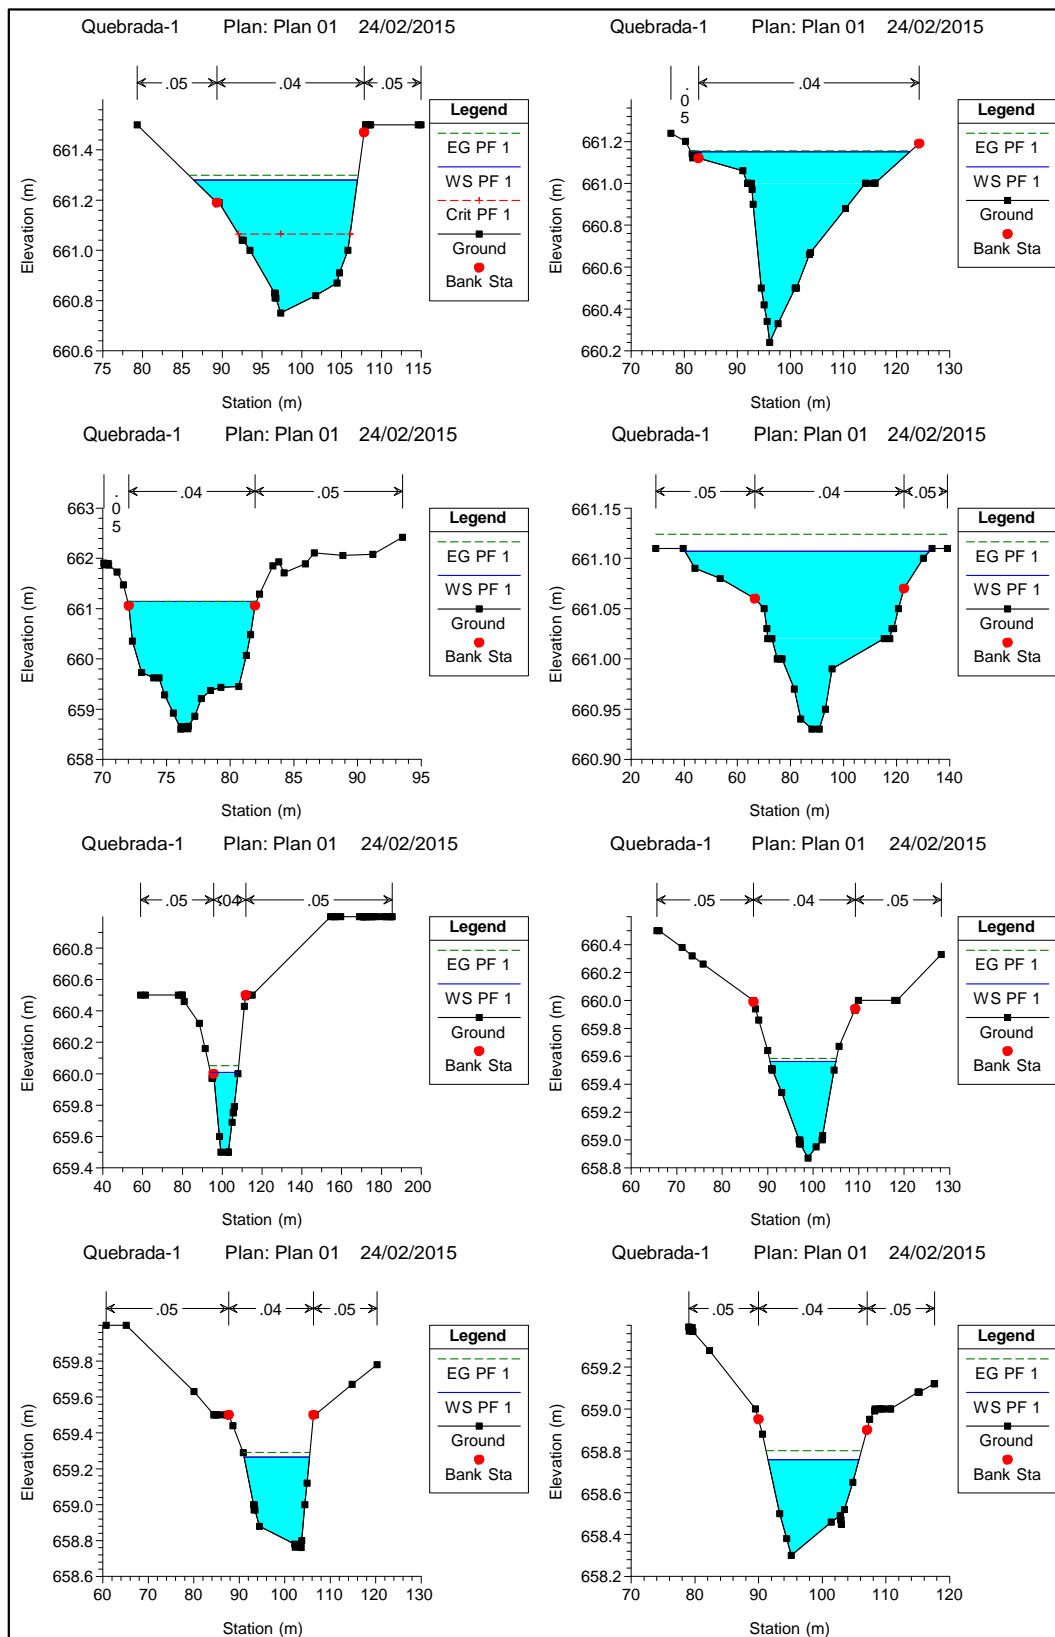 Quebrada-1 Plan: Plan 01 24/02/2015
.05 .04 .05
Elevation (m)
661.4
661.2
661.0
660.8
660.6
75 80 85 90 95 100 105 110 115
Station (m)
Legend
EG PF 1
WS PF 1
Crit PF 1
Ground
Bank Sta
Quebrada-1 Plan: Plan 01 24/02/2015
.05 .04
Elevation (m)
661.2
661.0
660.8
660.6
660.4
660.2
70 80 90 100 110 120 130
Station (m)
Legend
EG PF 1
WS PF 1
Ground
Bank Sta
Quebrada-1 Plan: Plan 01 24/02/2015
.05 .04 .05
Elevation (m)
663
662
661
660
659
658
70 75 80 85 90 95
Station (m)
Legend
EG PF 1
WS PF 1
Ground
Bank Sta
Quebrada-1 Plan: Plan 01 24/02/2015
.05 .04 .05
Elevation (m)
661.15
661.10
661.05
661.00
660.95
660.90
20 40 60 80 100 120 140
Station (m)
Legend
EG PF 1
WS PF 1
Ground
Bank Sta
Quebrada-1 Plan: Plan 01 24/02/2015
.05 .04 .05
Elevation (m)
660.8
660.6
660.4
660.2
660.0
659.8
659.6
659.4
40 60 80 100 120 140 160 180 200
Station (m)
Legend
EG PF 1
WS PF 1
Ground
Bank Sta
Quebrada-1 Plan: Plan 01 24/02/2015
.05 .04 .05
Elevation (m)
660.4
660.2
660.0
659.8
659.6
659.4
659.2
659.0
658.8
60 70 80 90 100 110 120 130
Station (m)
Legend
EG PF 1
WS PF 1
Ground
Bank Sta
Quebrada-1 Plan: Plan 01 24/02/2015
.05 .04 .05
Elevation (m)
659.8
659.6
659.4
659.2
659.0
658.8
658.6
60 70 80 90 100 110 120 130
Station (m)
Legend
EG PF 1
WS PF 1
Ground
Bank Sta
Quebrada-1 Plan: Plan 01 24/02/2015
.05 .04 .05
Elevation (m)
659.2
659.0
658.8
658.6
658.4
658.2
70 80 90 100 110 120
Station (m)
Legend
EG PF 1
WS PF 1
Ground
Bank Sta